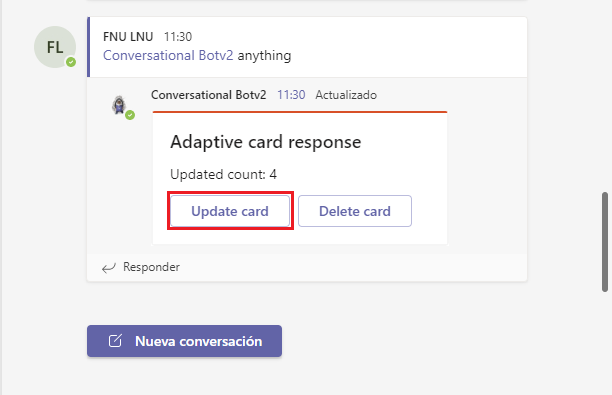 FNU LNU 11:30
FL
Conversational Botv2 anything
Conversational Botv2 11:30 Actualizado
Adaptive card response
Updated count: 4
Update card Delete card
Responder
Nueva conversación